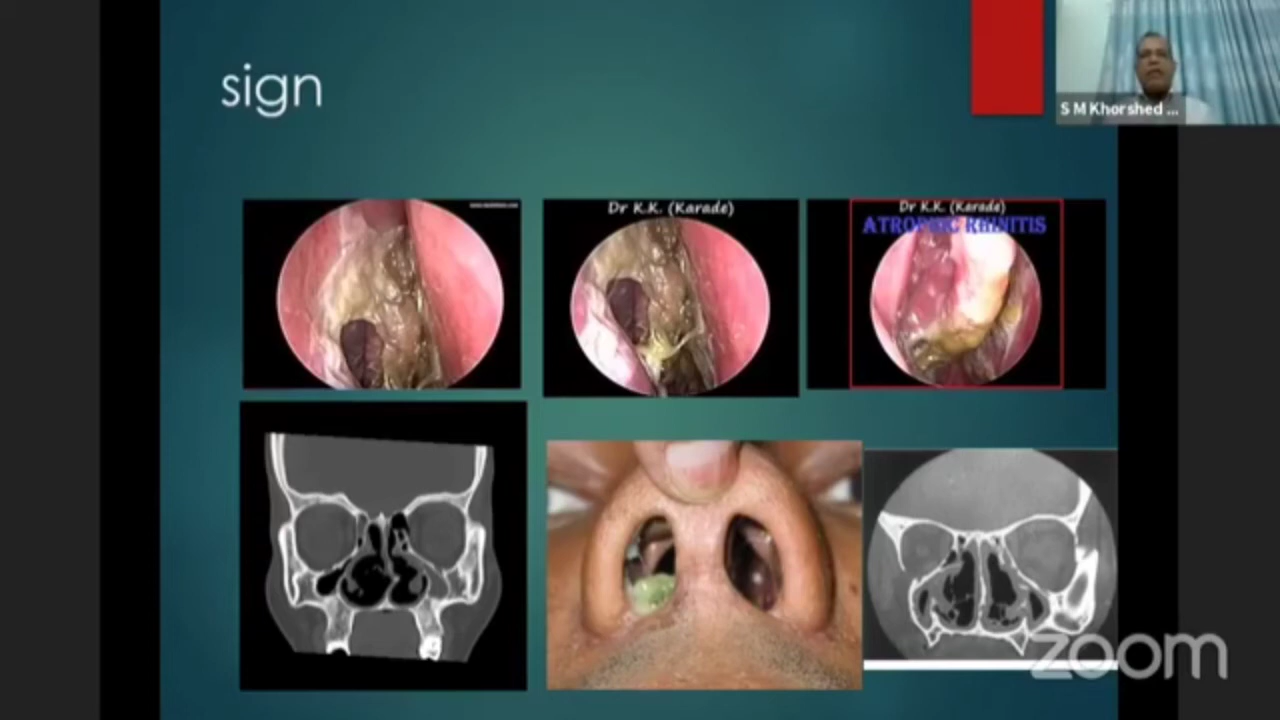 sign
S M Khorshed ...
Dr K.K. (Karade)
Dr K.K. (Karade)
ATROPHIC RHINITIS
zoom